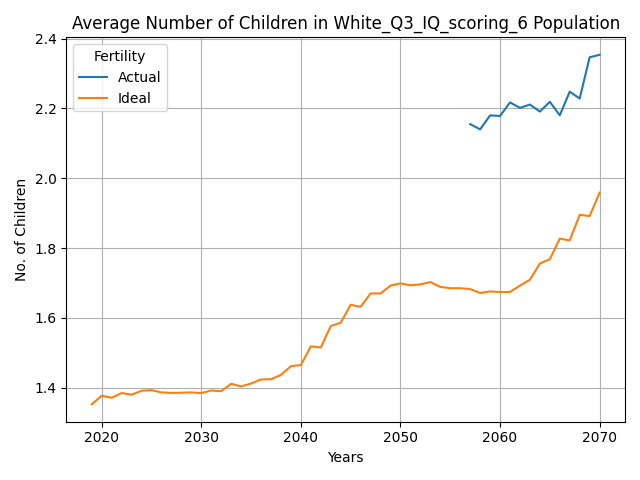 Average Number of Children in White_Q3_IQ_scoring_6 Population
Fertility
Actual
Ideal
No. of Children
2.4
2.2
2.0
1.8
1.6
1.4
2020 2030 2040 2050 2060 2070
Years